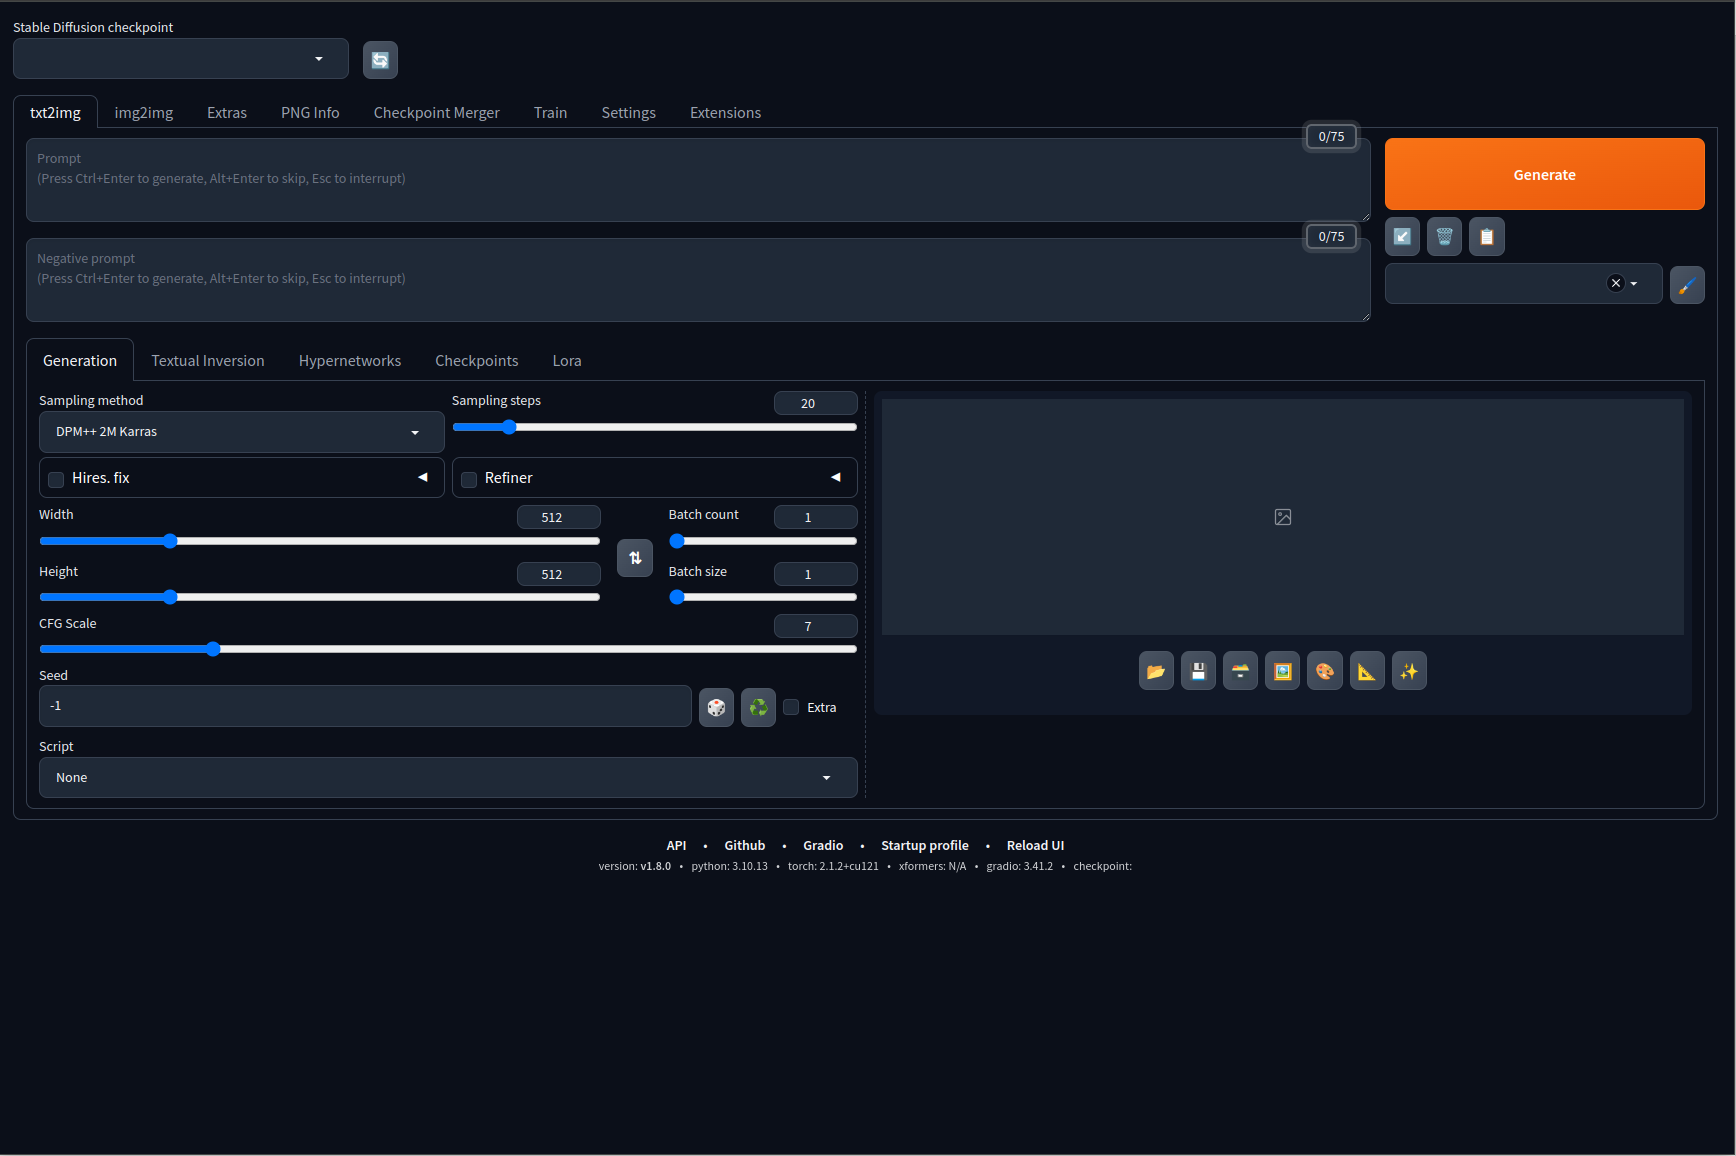 Stable Diffusion checkpoint
txt2img img2img Extras PNG Info Checkpoint Merger Train Settings Extensions
0/75
Prompt
(Press Ctrl+Enter to generate, Alt+Enter to skip, Esc to interrupt)
Generate
0/75
Negative prompt
(Press Ctrl+Enter to generate, Alt+Enter to skip, Esc to interrupt)
Generation Textual Inversion Hypernetworks Checkpoints Lora
Sampling method Sampling steps 20
DPM++ 2M Karras
Hires. fix Refiner
Width 512 Batch count 1
Height 512 Batch size 1
CFG Scale 7
Seed
-1 Extra
Script
None
API • Github • Gradio • Startup profile • Reload UI
version: v1.8.0 • python: 3.10.13 • torch: 2.1.2+cu121 • xformers: N/A • gradio: 3.41.2 • checkpoint: